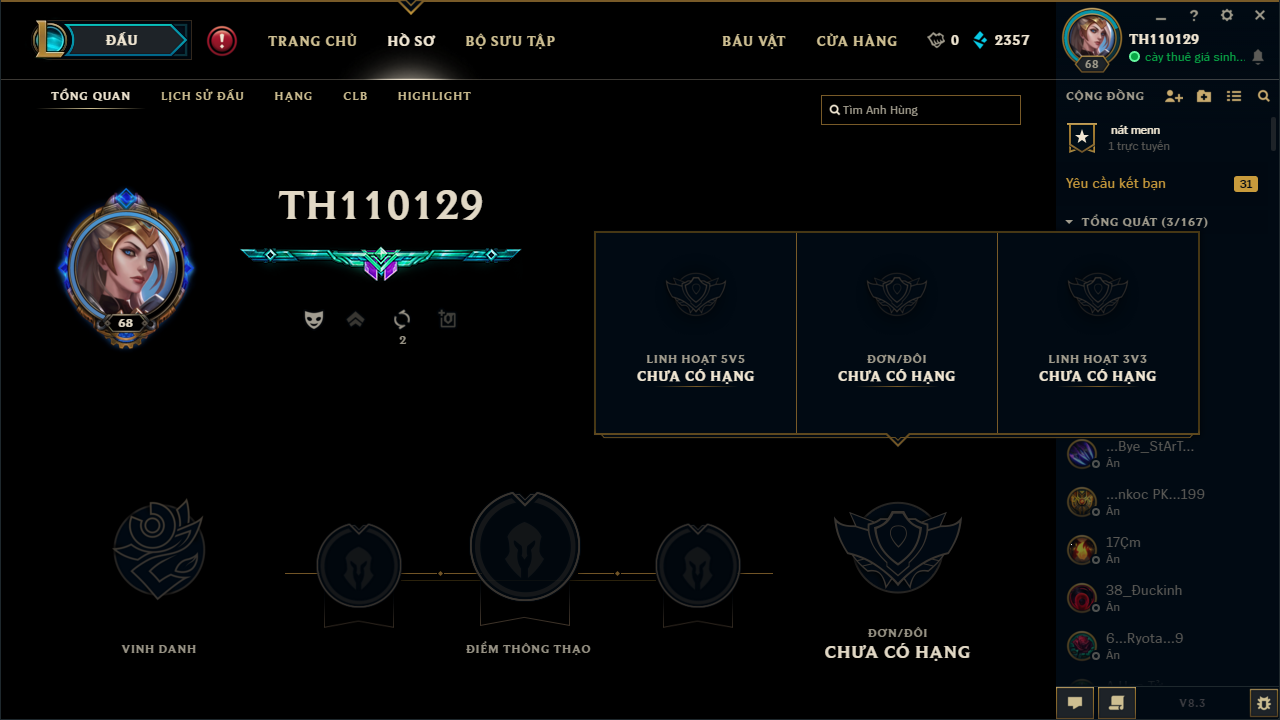 ĐẤU
TRANG CHỦ
HỒ SƠ
BỘ SƯU TẬP
BÁU VẬT
CỬA HÀNG
0
2357
68
TH110129
cày thuê giá sinh...
TỔNG QUAN
LỊCH SỬ ĐẤU
HẠNG
CLB
HIGHLIGHT
Tìm Anh Hùng
CỘNG ĐỒNG
nát menn
1 trực tuyến
Yêu cầu kết bạn
31
TỔNG QUÁT (3/167)
TH110129
68
2
LINH HOẠT 5V5
CHƯA CÓ HẠNG
ĐƠN/ĐÔI
CHƯA CÓ HẠNG
LINH HOẠT 3V3
CHƯA CÓ HẠNG
...Bye_StArT...
Ẩn
...nkoc PK...199
Ẩn
17Çm
Ẩn
38_Đuckinh
Ẩn
6...Ryota...9
Ẩn
VINH DANH
ĐIỂM THÔNG THẠO
ĐƠN/ĐÔI
CHƯA CÓ HẠNG
V8.3